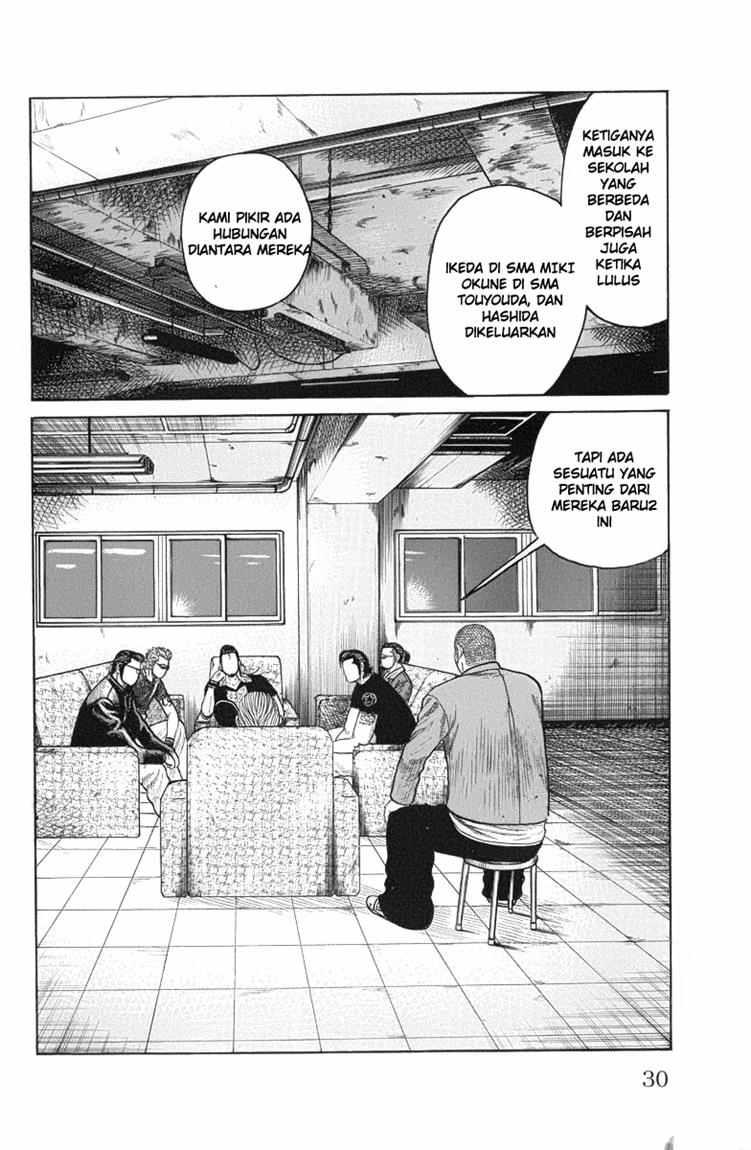 KETIGANYA
MASUK KE
SEKOLAH
YANG
BERBEDA
DAN
BERPISAH
JUGA
KETIKA
LULUS
IKEDA DI SMA MIKI
OKUNE DI SMA
TOUYOUDA, DAN
HASHIDA
DIKELUARKAN
KAMI PIKIR ADA
HUBUNGAN
DIANTARA MEREKA
TAPI ADA
SESUATU YANG
PENTING DARI
MEREKA BARU2
INI
30